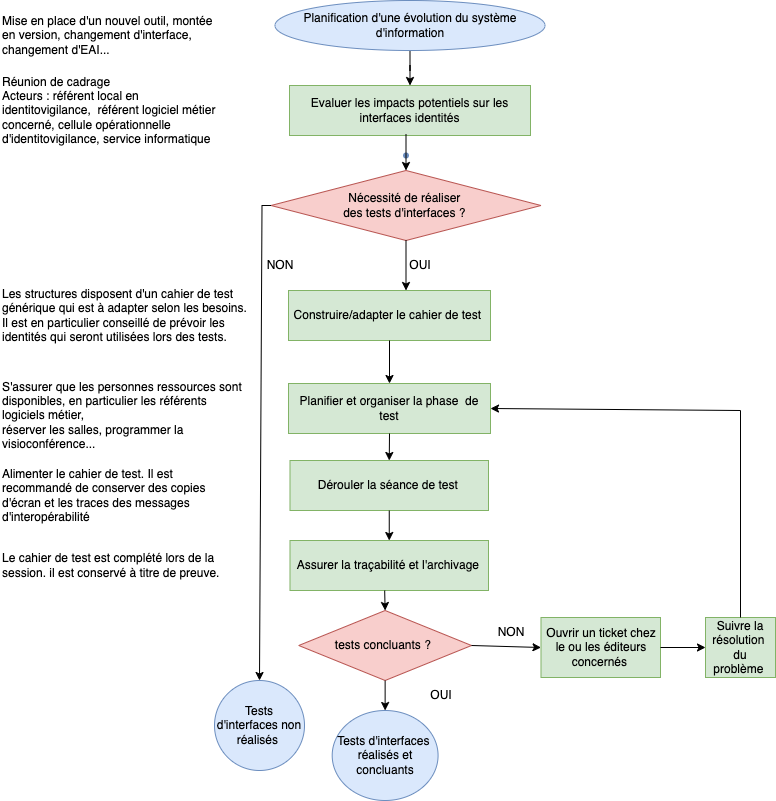 Planification d'une évolution du système
d'information
Mise en place d'un nouvel outil, montée
en version, changement d'interface,
changement d'EAI...
Réunion de cadrage
Acteurs : référent local en
identitovigilance,  référent logiciel métier
concerné, cellule opérationnelle
d'identitovigilance, service informatique
Evaluer les impacts potentiels sur les
interfaces identités
Nécessité de réaliser
des tests d'interfaces ?
NON
OUI
Les structures disposent d'un cahier de test
générique qui est à adapter selon les besoins.
Il est en particulier conseillé de prévoir les
identités qui seront utilisées lors des tests.
Construire/adapter le cahier de test
S'assurer que les personnes ressources sont
disponibles, en particulier les référents
logiciels métier,
réserver les salles, programmer la
visioconférence...
Planifier et organiser la phase  de
test
Alimenter le cahier de test. Il est
recommandé de conserver des copies
d'écran et les traces des messages
d'interopérabilité
Dérouler la séance de test
Le cahier de test est complété lors de la
session. il est conservé à titre de preuve.
Assurer la traçabilité et l'archivage
tests concluants ?
NON
Ouvrir un ticket chez
le ou les éditeurs
concernés
Suivre la
résolution
du
problème
OUI
Tests
d'interfaces non
réalisés
Tests d'interfaces
réalisés et
concluants